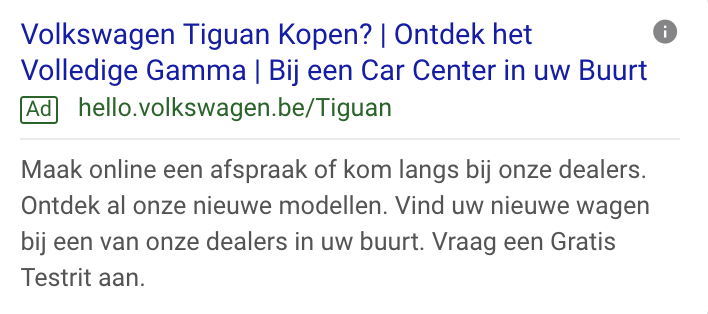 Volkswagen Tiguan Kopen? | Ontdek het
Volledige Gamma | Bij een Car Center in uw Buurt
Ad hello.volkswagen.be/Tiguan
Maak online een afspraak of kom langs bij onze dealers.
Ontdek al onze nieuwe modellen. Vind uw nieuwe wagen
bij een van onze dealers in uw buurt. Vraag een Gratis
Testrit aan.